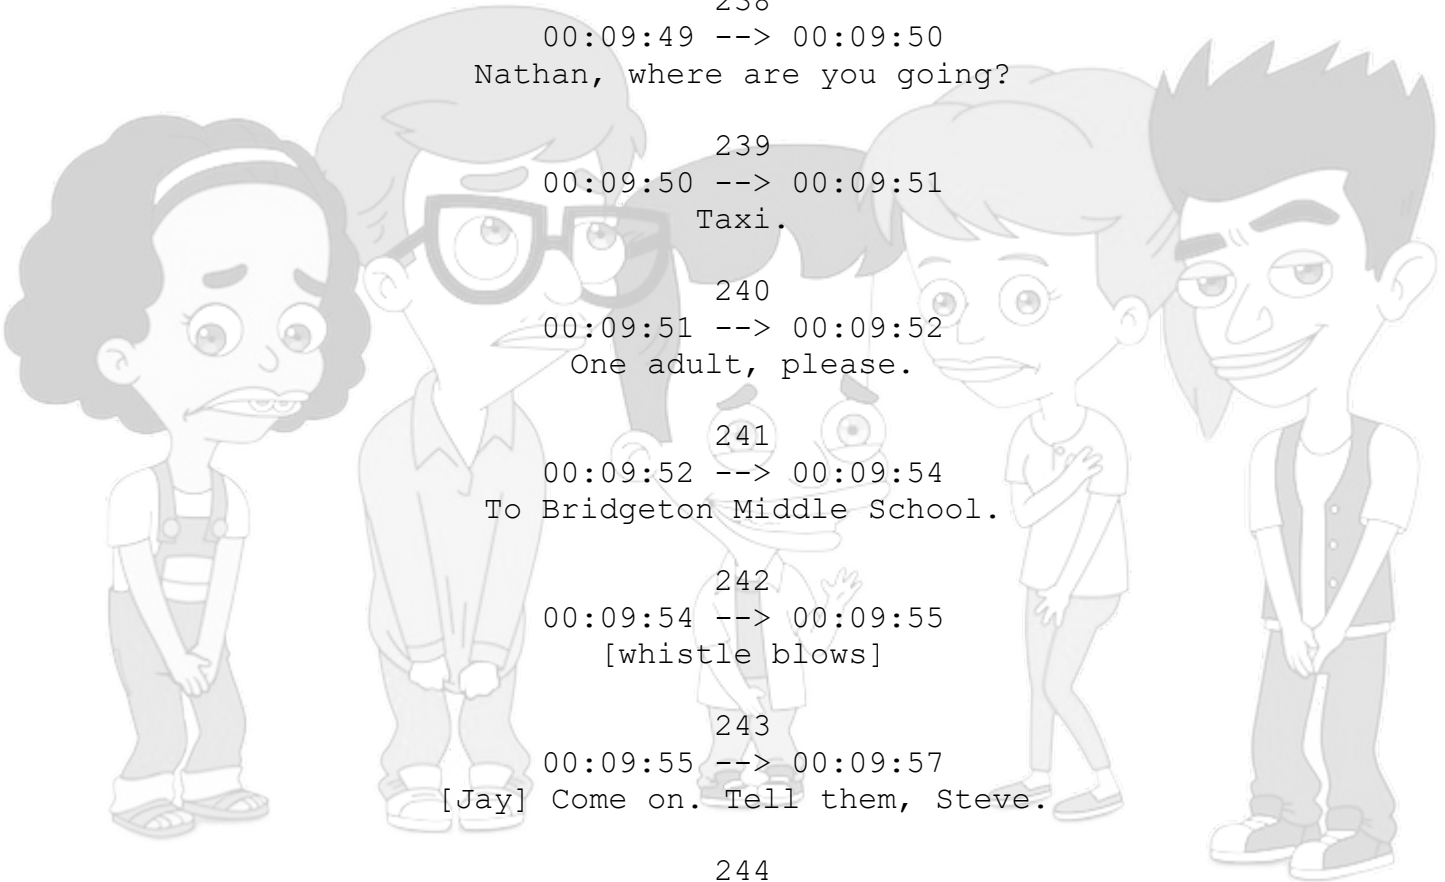 238
00:09:49 --> 00:09:50
Nathan, where are you going?
239
00:09:50 --> 00:09:51
Taxi.
240
00:09:51 --> 00:09:52
One adult, please.
241
00:09:52 --> 00:09:54
To Bridgeton Middle School.
242
00:09:54 --> 00:09:55
[whistle blows]
243
00:09:55 --> 00:09:57
[Jay] Come on. Tell them, Steve.
244